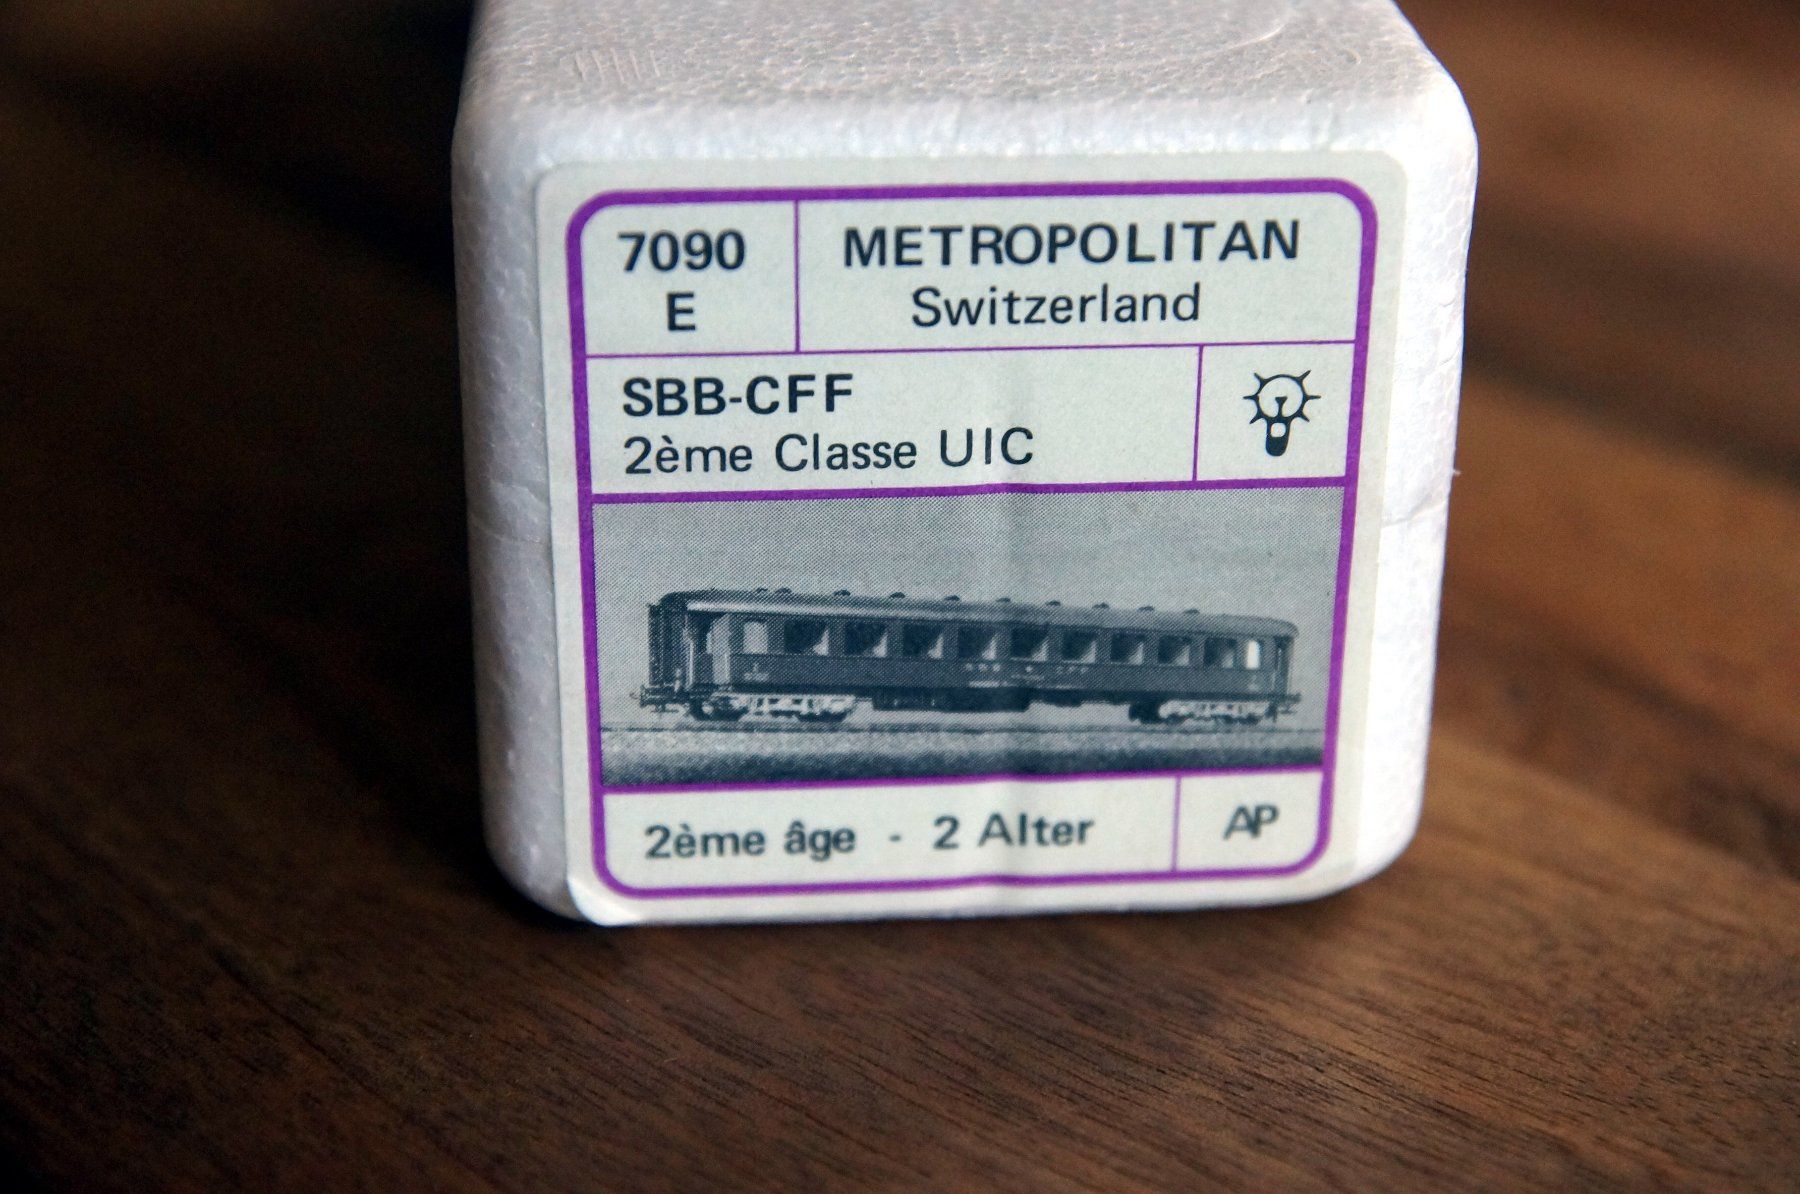 7090
E
METROPOLITAN
Switzerland
SBB-CFF
2ème Classe UIC
2ème âge - 2 Alter
AP